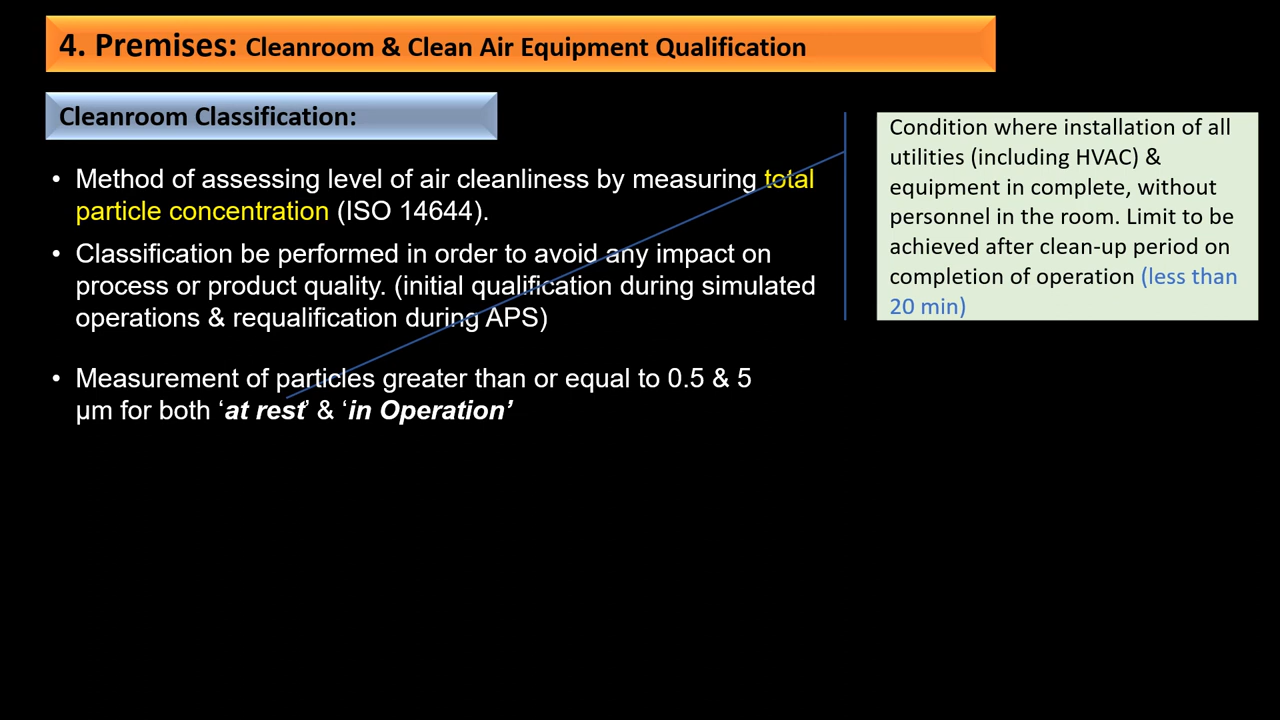 4. Premises: Cleanroom & Clean Air Equipment Qualification
Cleanroom Classification:
• Method of assessing level of air cleanliness by measuring total
particle concentration (ISO 14644).
• Classification be performed in order to avoid any impact on
process or product quality. (initial qualification during simulated
operations & requalification during APS)
• Measurement of particles greater than or equal to 0.5 & 5
µm for both ‘at rest’ & ‘in Operation’
Condition where installation of all
utilities (including HVAC) &
equipment in complete, without
personnel in the room. Limit to be
achieved after clean-up period on
completion of operation (less than
20 min)